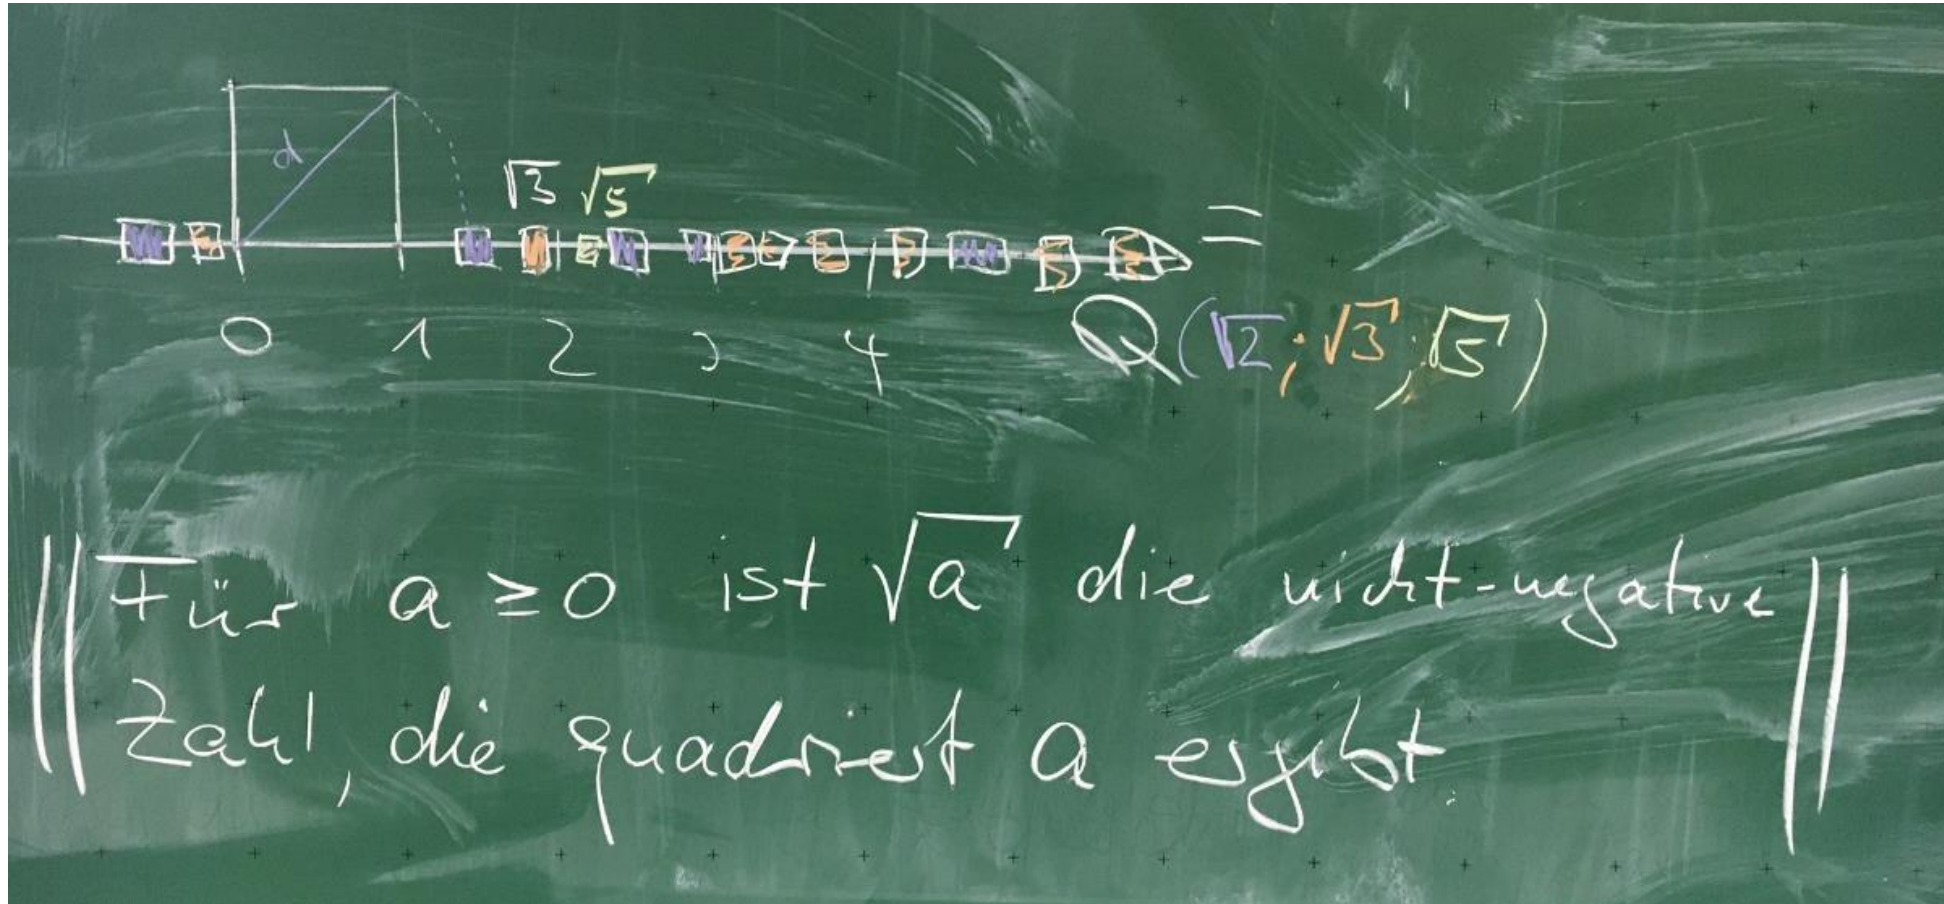 d
√3 √5
=
0 1 2 3 4
Q(√2; √3; √5)
Für a ≥ 0 ist √a die nicht-negative
Zahl, die quadriert a ergibt.